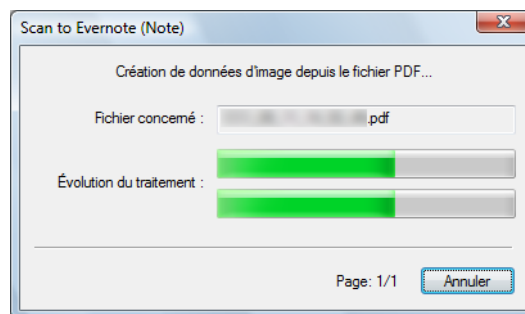 Scan to Evernote (Note)
Création de données d'image depuis le fichier PDF...
Fichier concerné : .pdf
Évolution du traitement :
Page: 1/1 Annuler